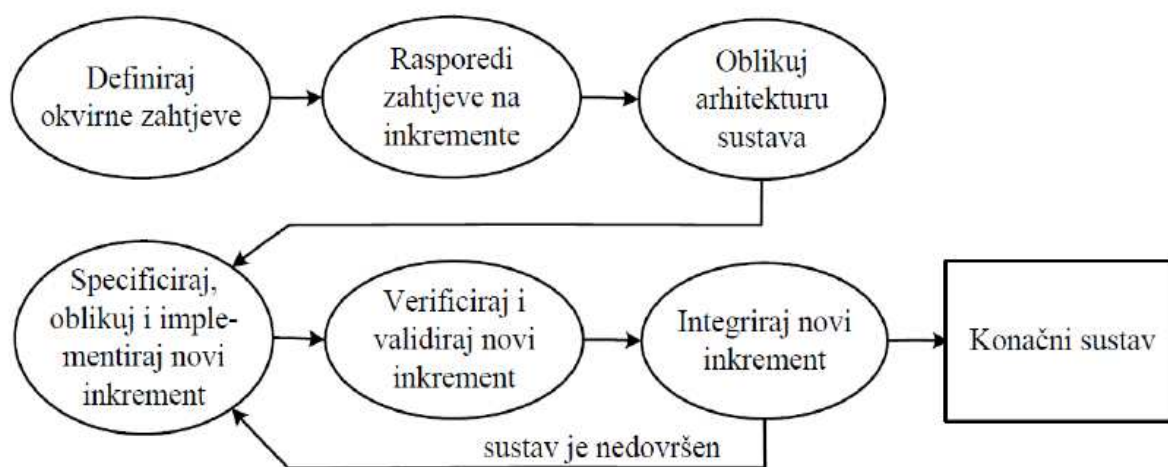 Definiraj
okvirne zahtjeve
Rasporedi
zahtjeve na
inkremente
Oblikuj
arhitekturu
sustava
Specificiraj,
oblikuj i imple-
mentiraj novi
inkrement
Verificiraj i
validiraj novi
inkrement
Integriraj novi
inkrement
Konačni sustav
sustav je nedovršen